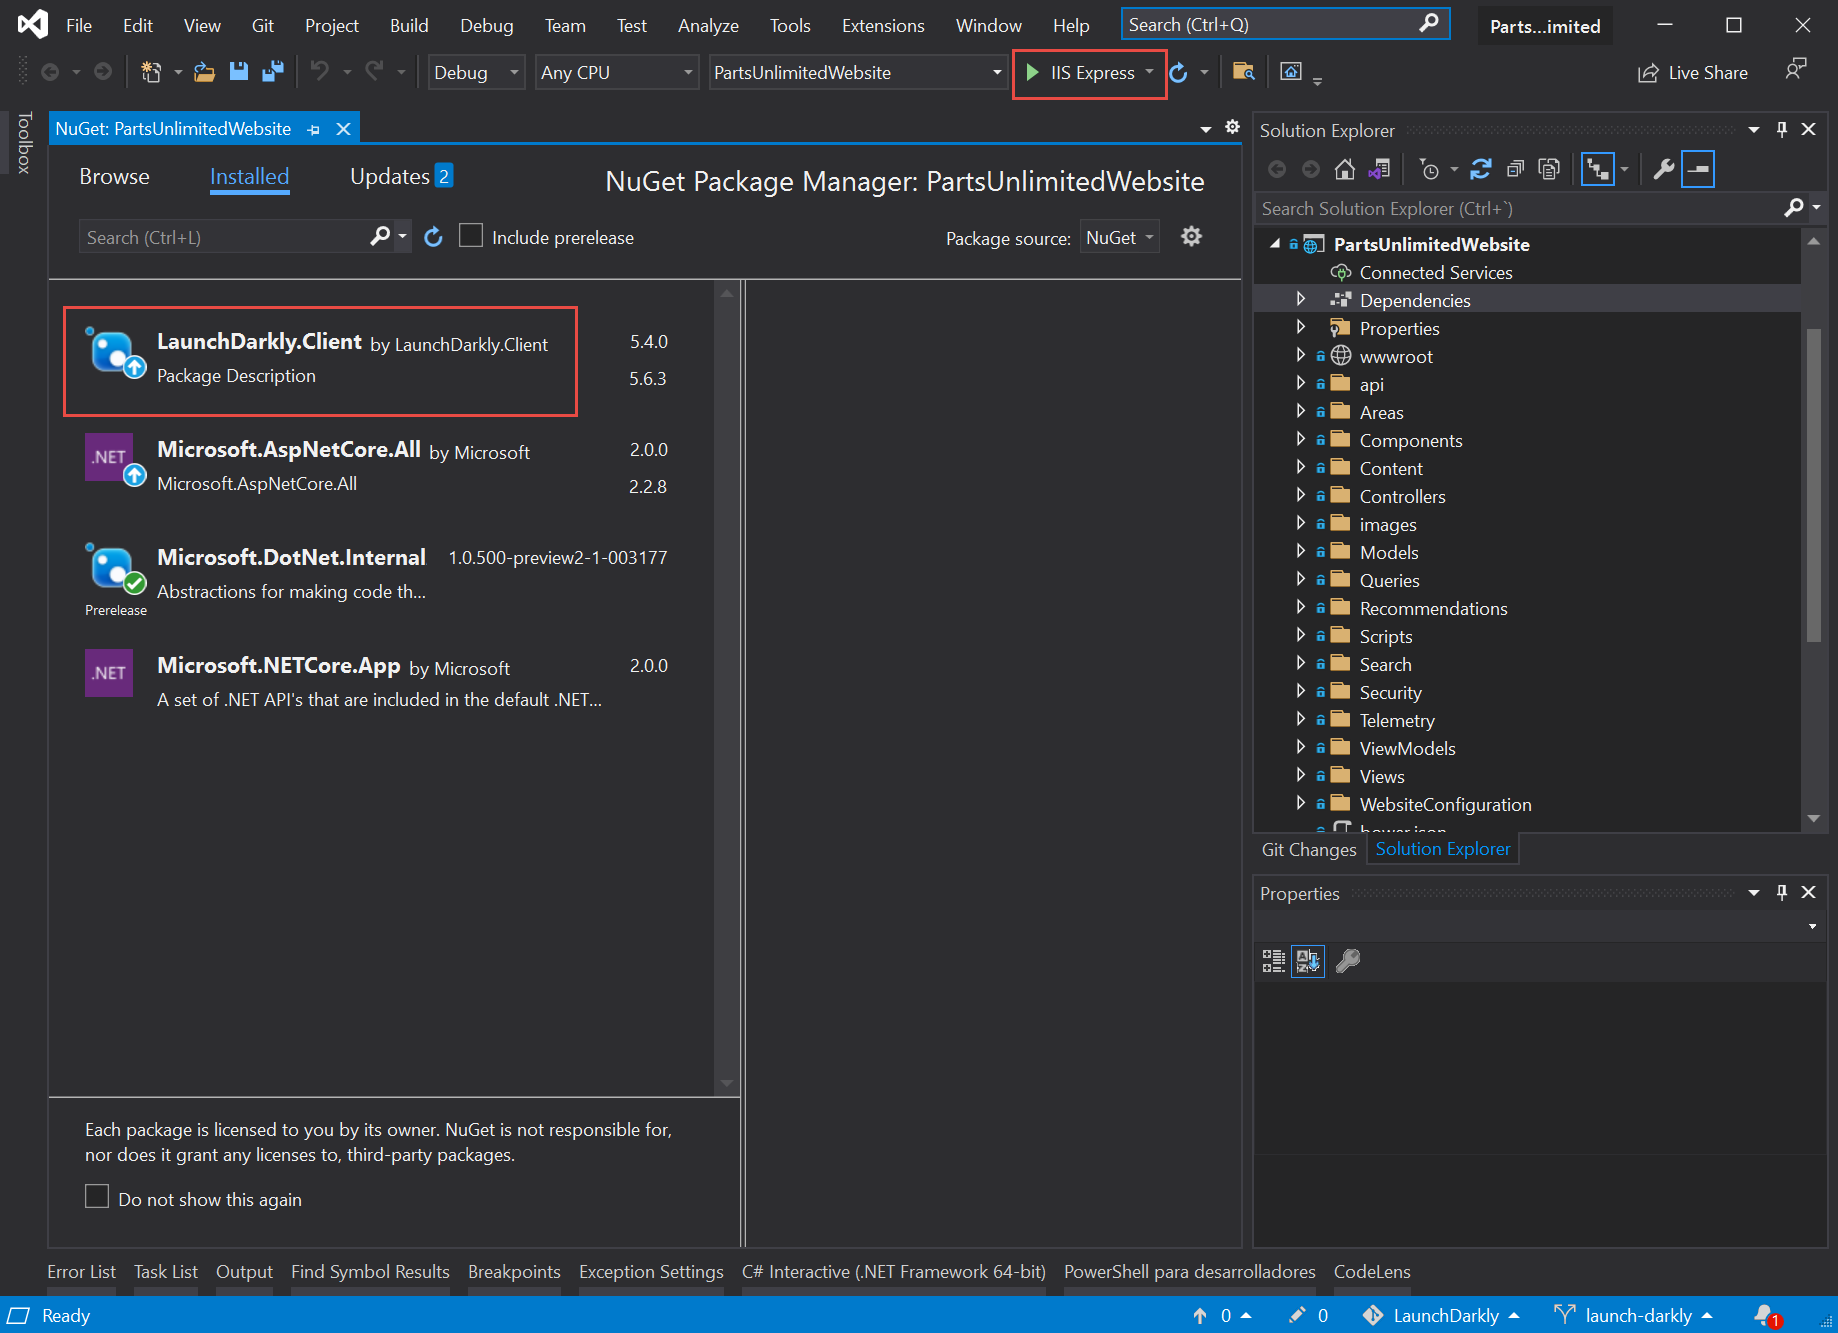 File Edit View Git Project Build Debug Team Test Analyze Tools Extensions Window Help Search (Ctrl+Q) Parts...imited
Debug Any CPU PartsUnlimitedWebsite IIS Express Live Share
Toolbox
NuGet: PartsUnlimitedWebsite
Browse Installed Updates 2
NuGet Package Manager: PartsUnlimitedWebsite
Search (Ctrl+L) Include prerelease
Package source: NuGet
LaunchDarkly.Client by LaunchDarkly.Client 5.4.0
Package Description 5.6.3
.NET
Microsoft.AspNetCore.All by Microsoft 2.0.0
Microsoft.AspNetCore.All 2.2.8
Microsoft.DotNet.Internal 1.0.500-preview2-1-003177
Abstractions for making code th...
Prerelease
.NET
Microsoft.NETCore.App by Microsoft 2.0.0
A set of .NET API's that are included in the default .NET...
Each package is licensed to you by its owner. NuGet is not responsible for,
nor does it grant any licenses to, third-party packages.
Do not show this again
Solution Explorer
Search Solution Explorer (Ctrl+`)
PartsUnlimitedWebsite
Connected Services
Dependencies
Properties
wwwroot
api
Areas
Components
Content
Controllers
images
Models
Queries
Recommendations
Scripts
Search
Security
Telemetry
ViewModels
Views
WebsiteConfiguration
bower.json
Git Changes Solution Explorer
Properties
Error List Task List Output Find Symbol Results Breakpoints Exception Settings C# Interactive (.NET Framework 64-bit) PowerShell para desarrolladores CodeLens
Ready 0 0 LaunchDarkly launch-darkly 1